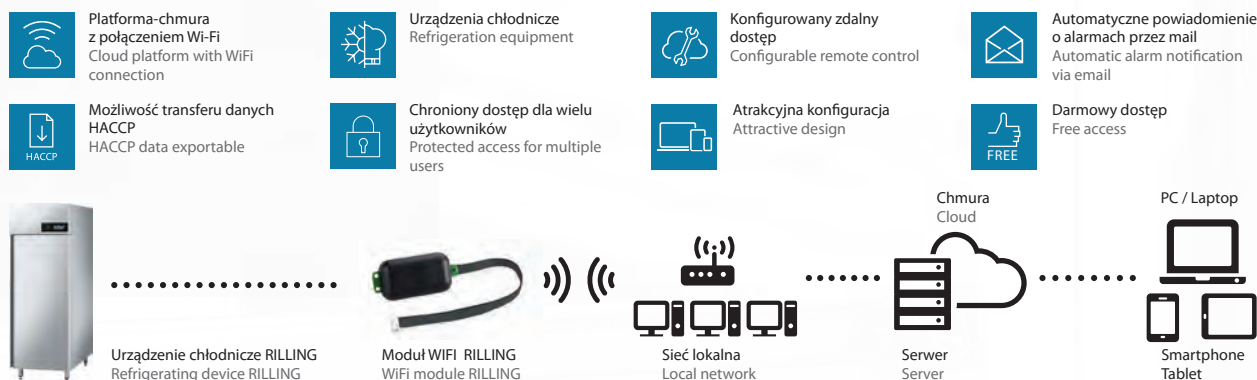 Platforma-chmura
z połączeniem Wi-Fi
Cloud platform with WiFi
connection
Urządzenia chłodnicze
Refrigeration equipment
Konfigurowany zdalny
dostęp
Configurable remote control
Automatyczne powiadomienie
o alarmach przez mail
Automatic alarm notification
via email
HACCP
Możliwość transferu danych
HACCP
HACCP data exportable
Chroniony dostęp dla wielu
użytkowników
Protected access for multiple
users
Atrakcyjna konfiguracja
Attractive design
FREE
Darmowy dostęp
Free access
Chmura
Cloud
PC / Laptop
Urządzenie chłodnicze RILLING
Refrigerating device RILLING
Moduł WIFI RILLING
WiFi module RILLING
Sieć lokalna
Local network
Serwer
Server
Smartphone
Tablet